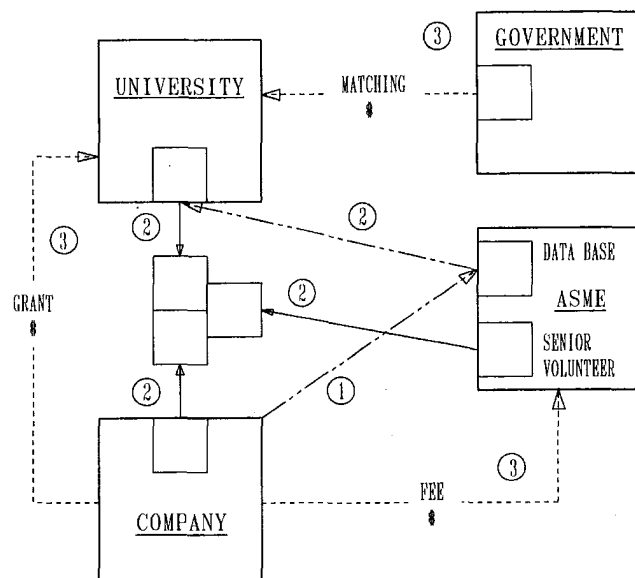 ③ GOVERNMENT
UNIVERSITY
MATCHING
②
②
③
DATA BASE
GRANT
②
ASME
SENIOR
VOLUNTEER
②
①
③
FEE
COMPANY